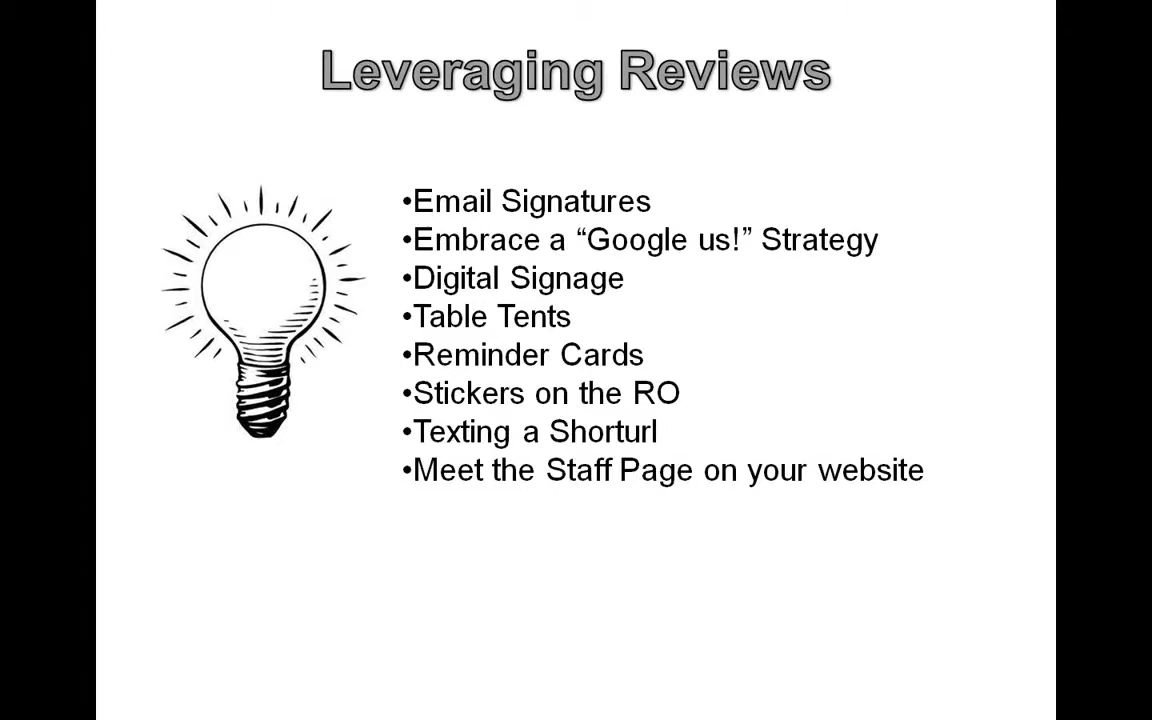 Leveraging Reviews
•Email Signatures
•Embrace a “Google us!” Strategy
•Digital Signage
•Table Tents
•Reminder Cards
•Stickers on the RO
•Texting a Shorturl
•Meet the Staff Page on your website